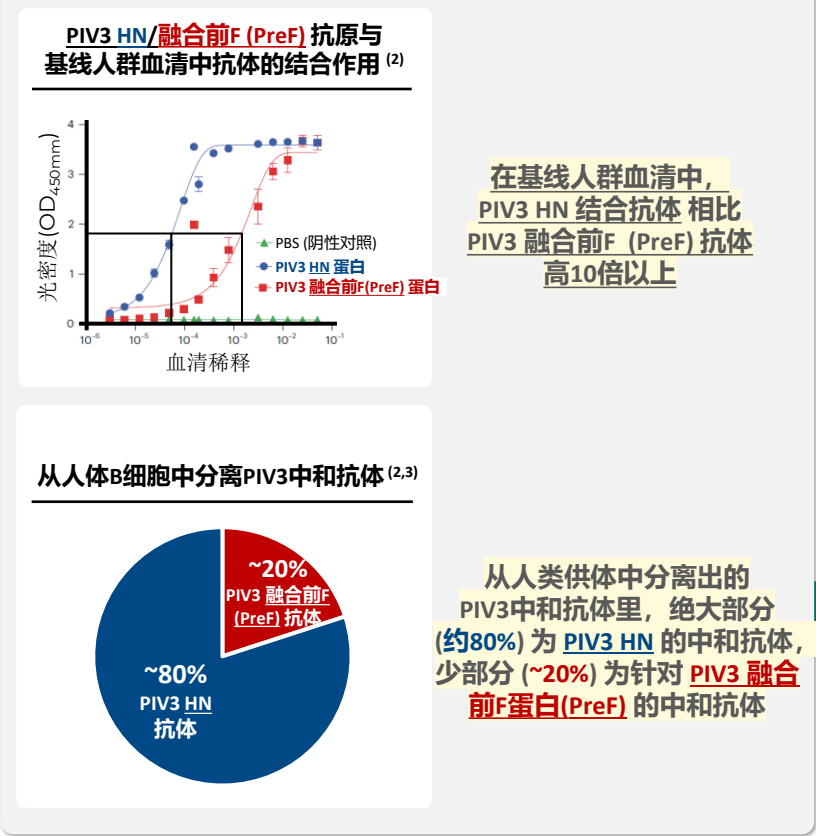 PIV3 HN/融合前F (PreF) 抗原与
基线人群血清中抗体的结合作用 (2)
光密度(OD450mm)
4
3
2
1
0
PBS (阴性对照)
PIV3 HN 蛋白
PIV3 融合前F(PreF) 蛋白
10-6 10-5 10-4 10-3 10-2 10-1
血清稀释
在基线人群血清中,
PIV3 HN 结合抗体 相比
PIV3 融合前F (PreF) 抗体
高10倍以上
从人体B细胞中分离PIV3中和抗体 (2,3)
~20%
PIV3 融合前F
(PreF) 抗体
~80%
PIV3 HN
抗体
从人类供体中分离出的
PIV3中和抗体里，绝大部分
(约80%) 为 PIV3 HN 的中和抗体，
少部分 (~20%) 为针对 PIV3 融合
前F蛋白(PreF) 的中和抗体